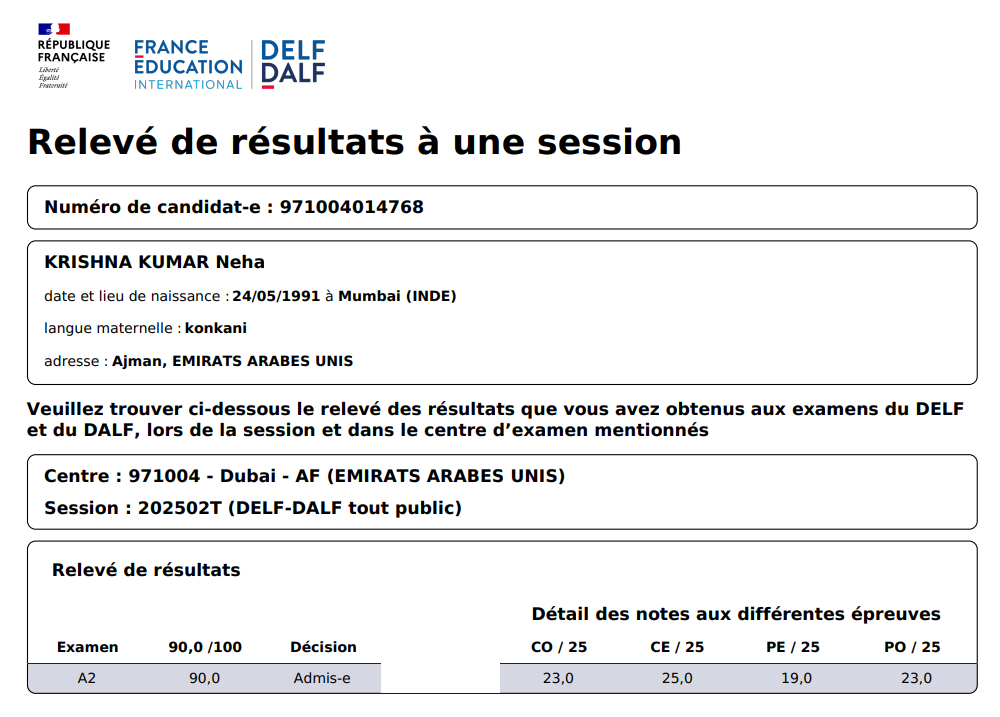 RÉPUBLIQUE
FRANÇAISE
Liberté
Égalité
Fraternité
FRANCE
ÉDUCATION
INTERNATIONAL
DELF
DALF
Relevé de résultats à une session
Numéro de candidat-e : 971004014768
KRISHNA KUMAR Neha
date et lieu de naissance : 24/05/1991 à Mumbai (INDE)
langue maternelle : konkani
adresse : Ajman, EMIRATS ARABES UNIS
Veuillez trouver ci-dessous le relevé des résultats que vous avez obtenus aux examens du DELF
et du DALF, lors de la session et dans le centre d’examen mentionnés
Centre : 971004 - Dubai - AF (EMIRATS ARABES UNIS)
Session : 202502T (DELF-DALF tout public)
Relevé de résultats
Détail des notes aux différentes épreuves
Examen 90,0 /100 Décision CO / 25 CE / 25 PE / 25 PO / 25
A2 90,0 Admis-e 23,0 25,0 19,0 23,0